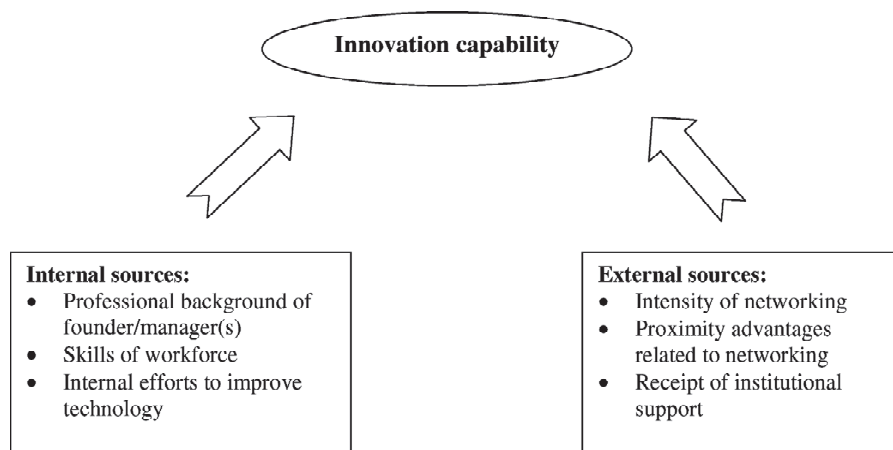 Innovation capability
Internal sources:
• Professional background of
founder/manager(s)
• Skills of workforce
• Internal efforts to improve
technology
External sources:
• Intensity of networking
• Proximity advantages
related to networking
• Receipt of institutional
support